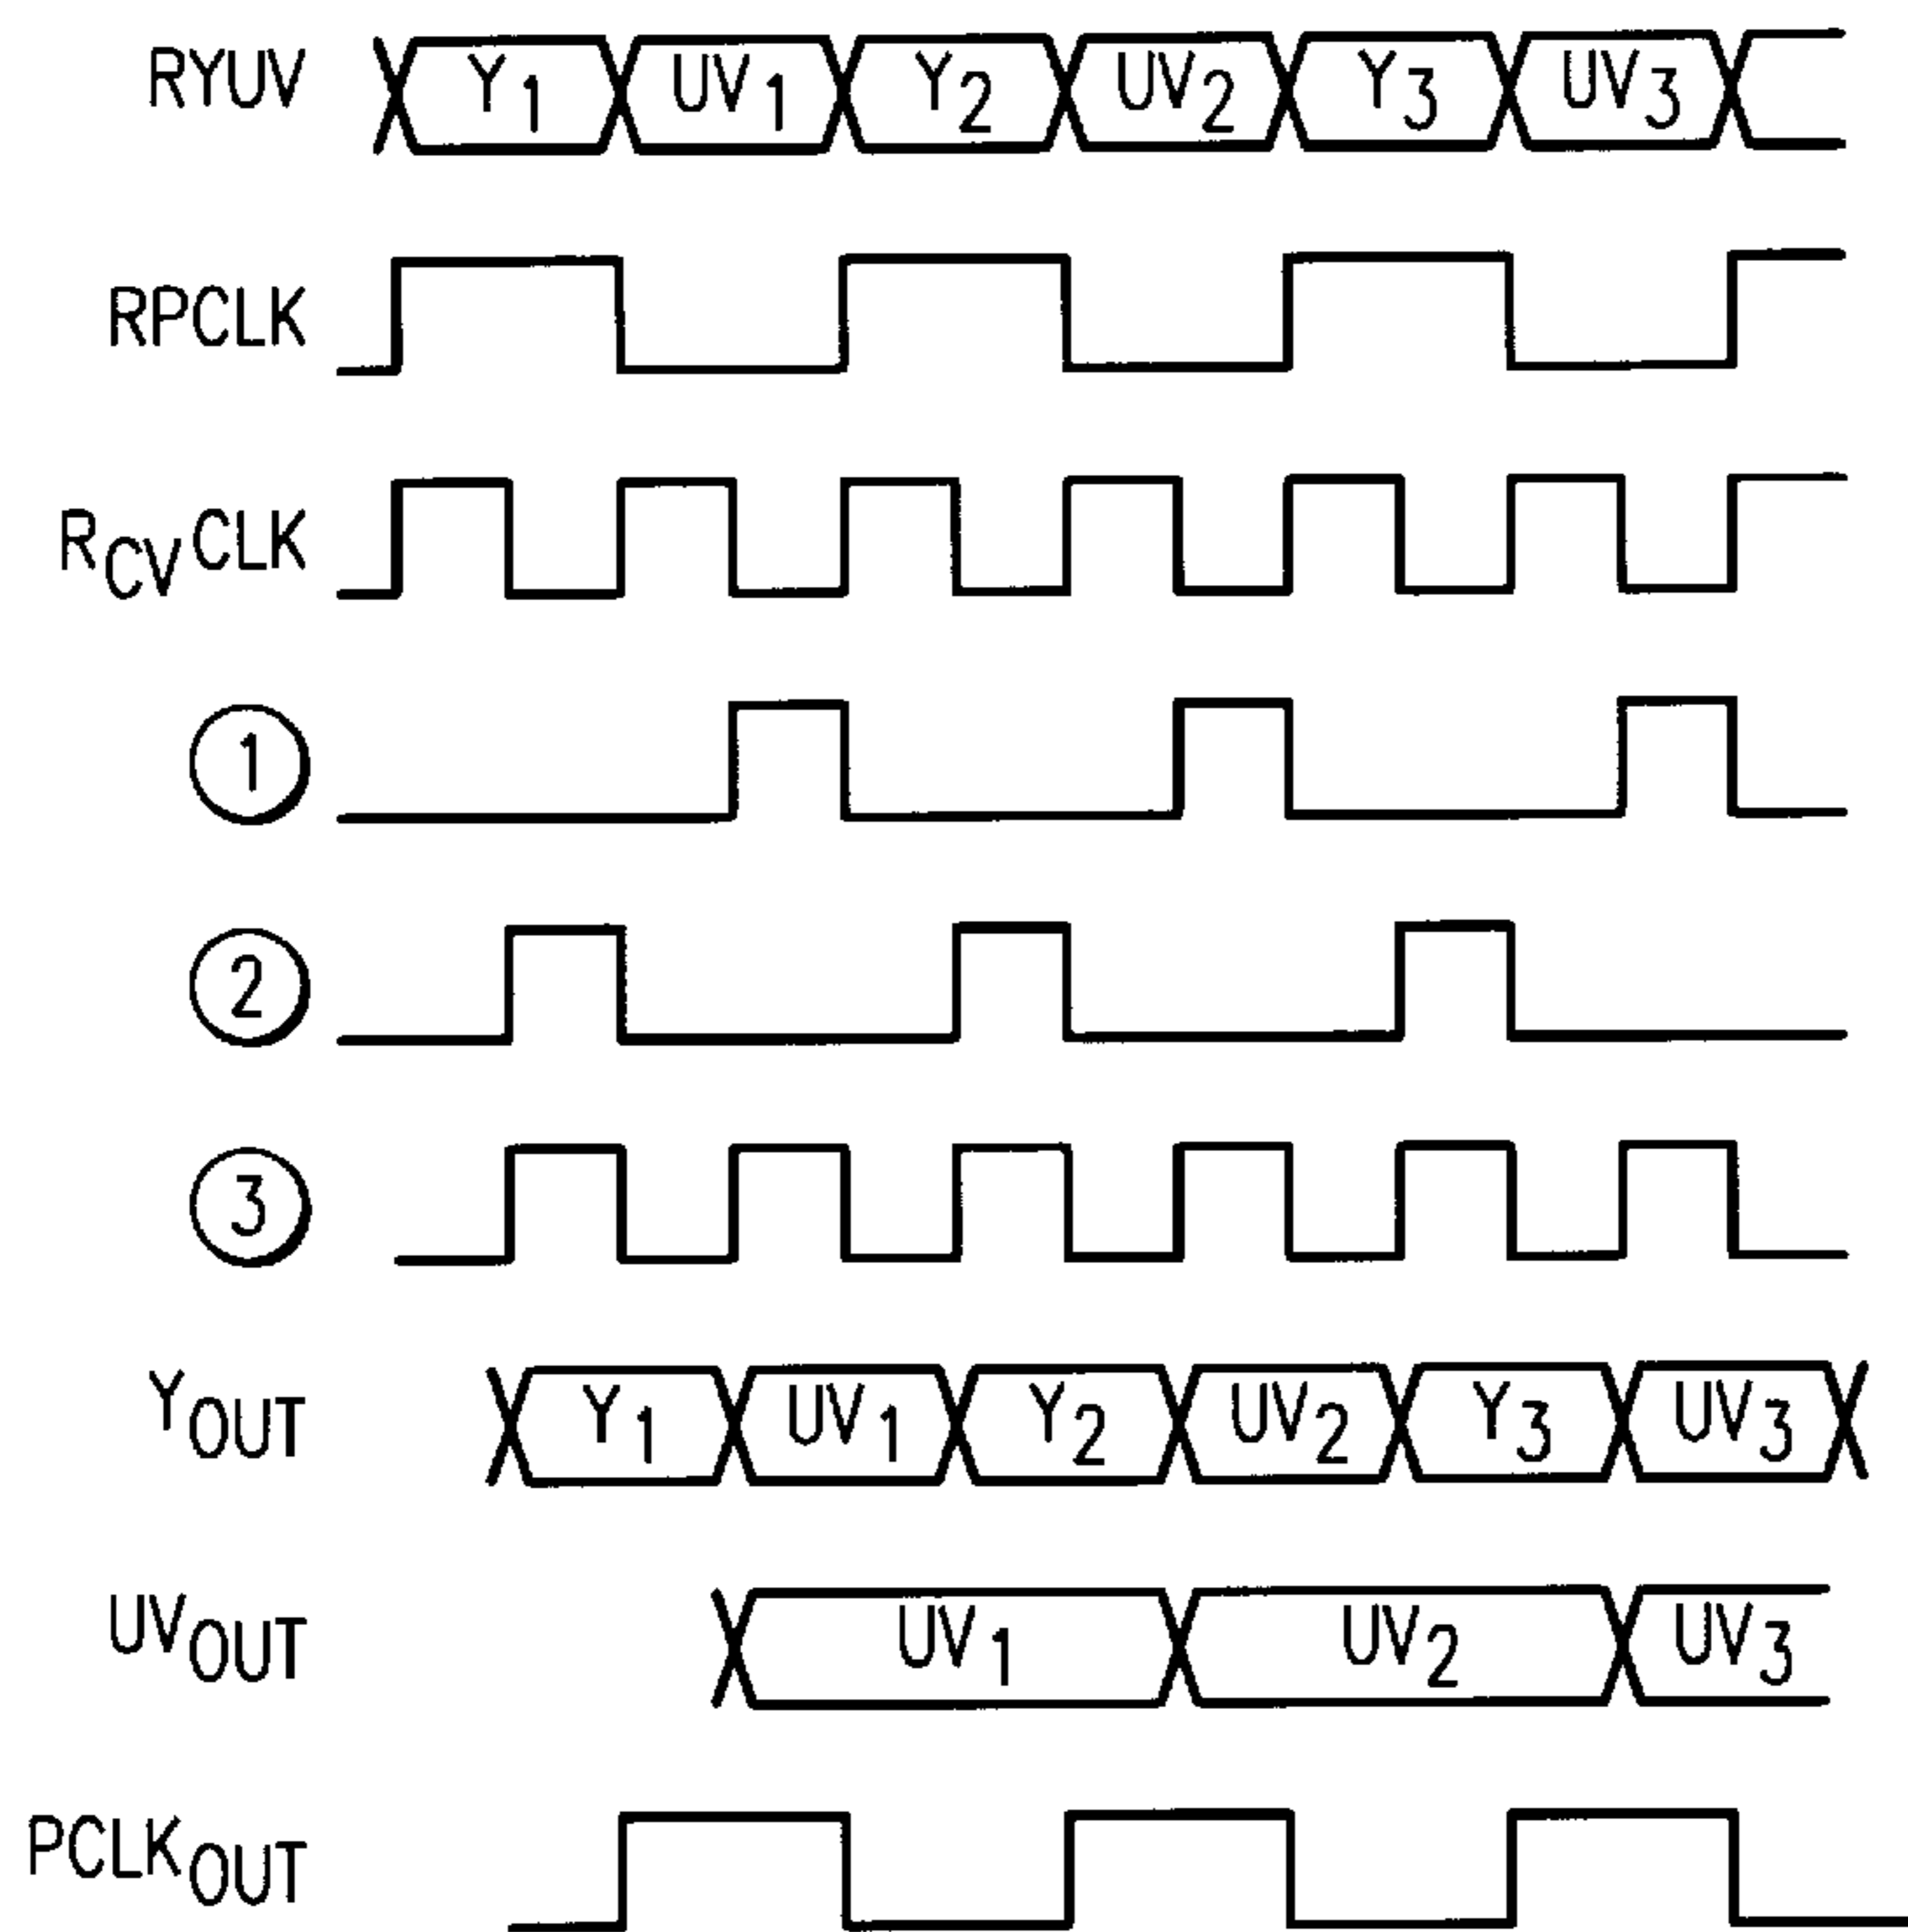 RYUV Y1 UV1 Y2 UV2 Y3 UV3
RPCLK
RCVCLK
1
2
3
YOUT Y1 UV1 Y2 UV2 Y3 UV3
UVOUT UV1 UV2 UV3
PCLKOUT